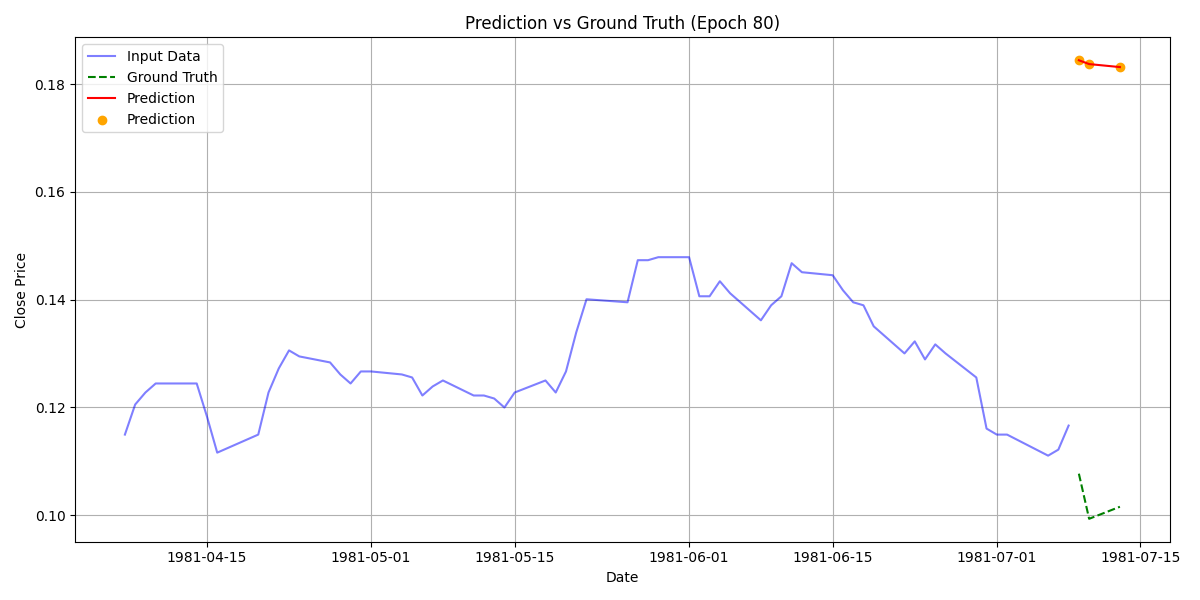 Prediction vs Ground Truth (Epoch 80)
Input Data
Ground Truth
Prediction
Prediction
Close Price
0.18
0.16
0.14
0.12
0.10
1981-04-15
1981-05-01
1981-05-15
1981-06-01
1981-06-15
1981-07-01
1981-07-15
Date